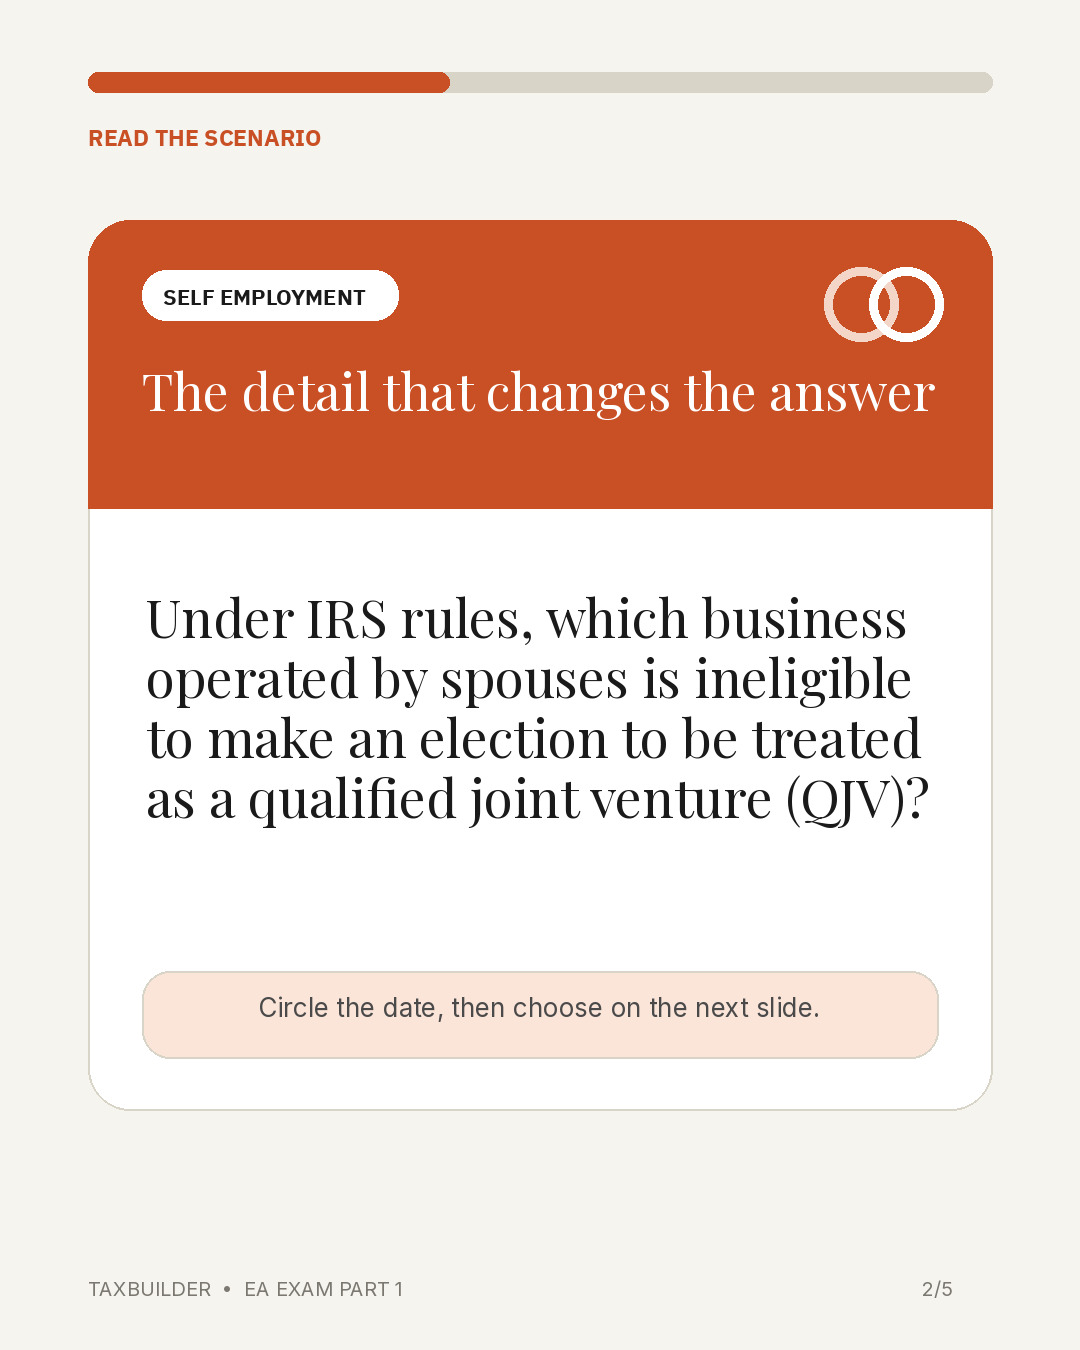 READ THE SCENARIO
SELF EMPLOYMENT
The detail that changes the answer
Under IRS rules, which business
operated by spouses is ineligible
to make an election to be treated
as a qualified joint venture (QJV)?
Circle the date, then choose on the next slide.
TAXBUILDER • EA EXAM PART 1
2/5